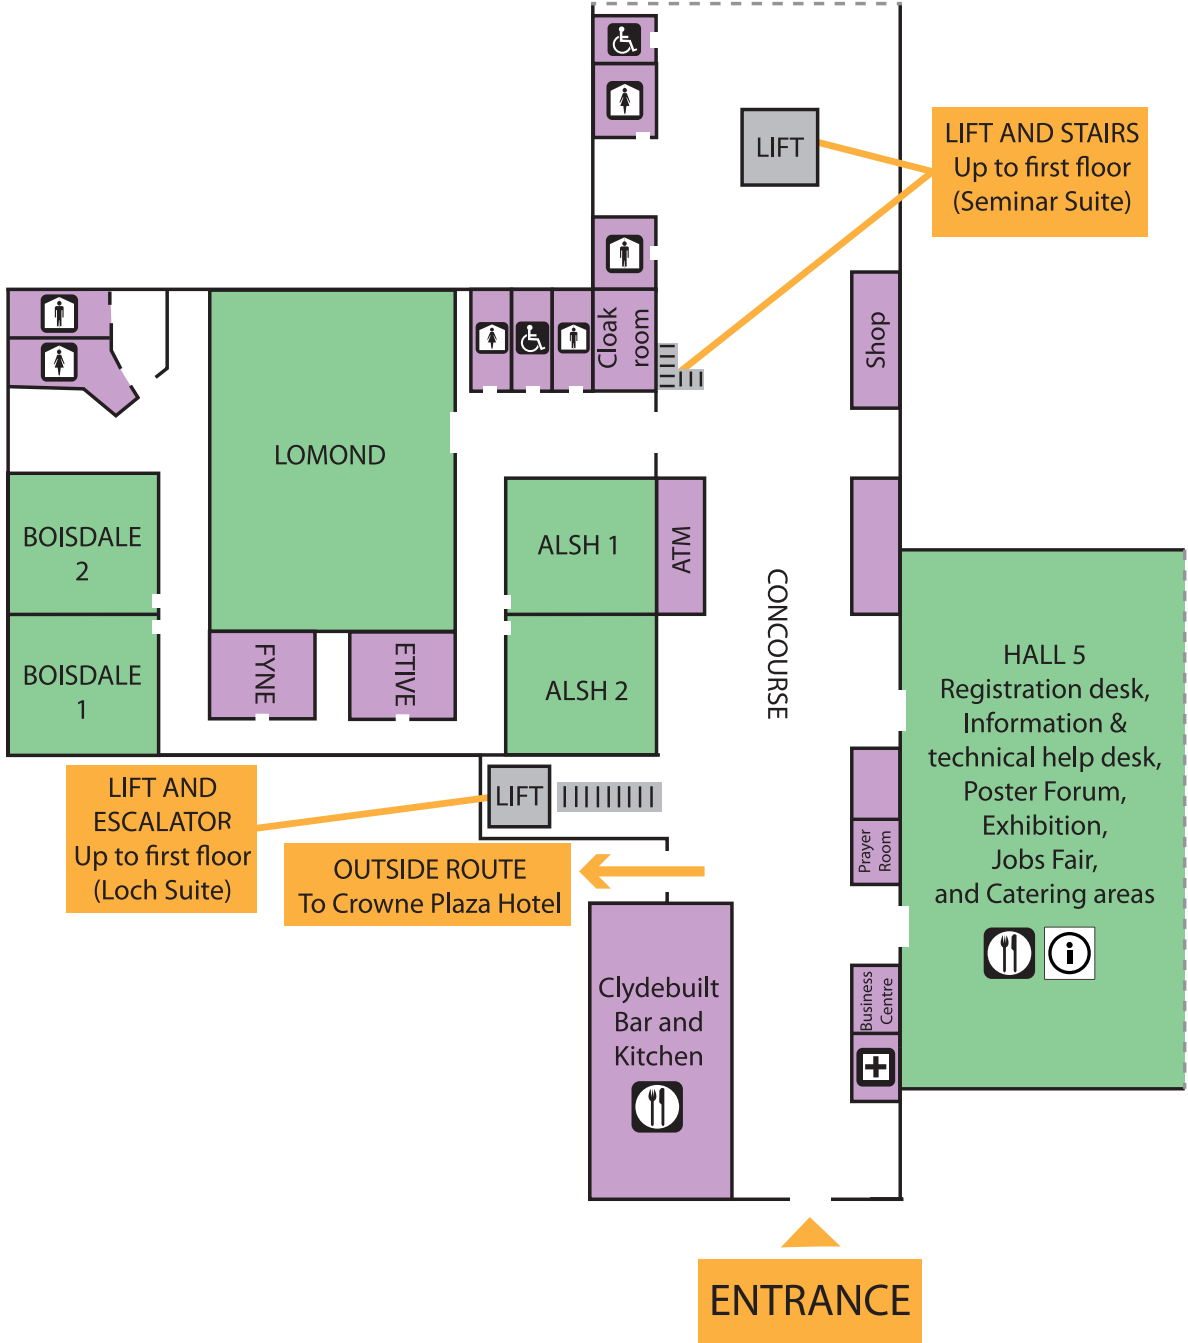 LIFT
LIFT AND STAIRS
Up to first floor
(Seminar Suite)
Cloak
room
Shop
LOMOND
BOISDALE
2
ALSH 1
ATM
CONCOURSE
BOISDALE
1
FYNE
ETIVE
ALSH 2
HALL 5
Registration desk,
Information &
technical help desk,
Poster Forum,
Exhibition,
Jobs Fair,
and Catering areas
i
LIFT AND
ESCALATOR
Up to first floor
(Loch Suite)
LIFT
OUTSIDE ROUTE
To Crowne Plaza Hotel
Prayer
Room
Clydebuilt
Bar and
Kitchen
Business
Centre
ENTRANCE